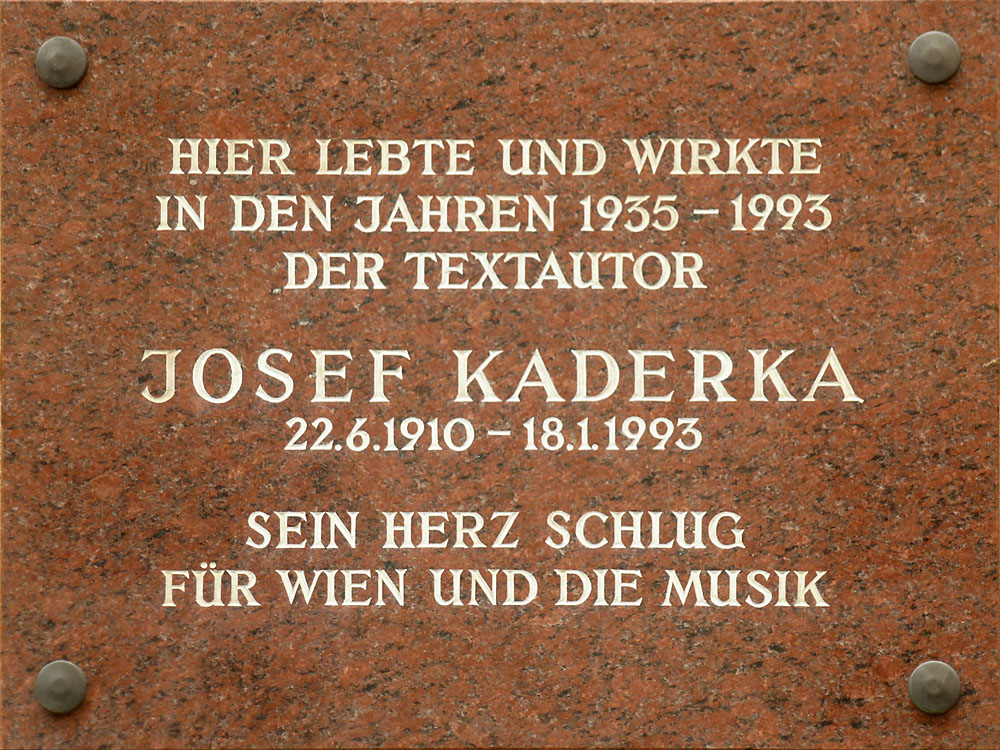 HIER LEBTE UND WIRKTE
IN DEN JAHREN 1935 – 1993
DER TEXTAUTOR
JOSEF KADERKA
22.6.1910 – 18.1.1993
SEIN HERZ SCHLUG
FÜR WIEN UND DIE MUSIK